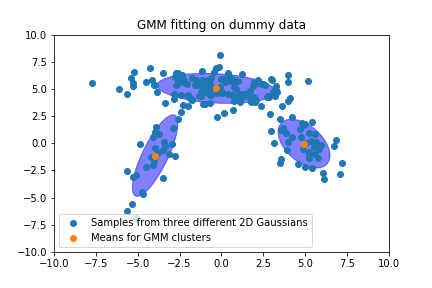 GMM fitting on dummy data
10.0
7.5
5.0
2.5
0.0
−2.5
−5.0
−7.5
−10.0
Samples from three different 2D Gaussians
Means for GMM clusters
−10.0 −7.5 −5.0 −2.5 0.0 2.5 5.0 7.5 10.0